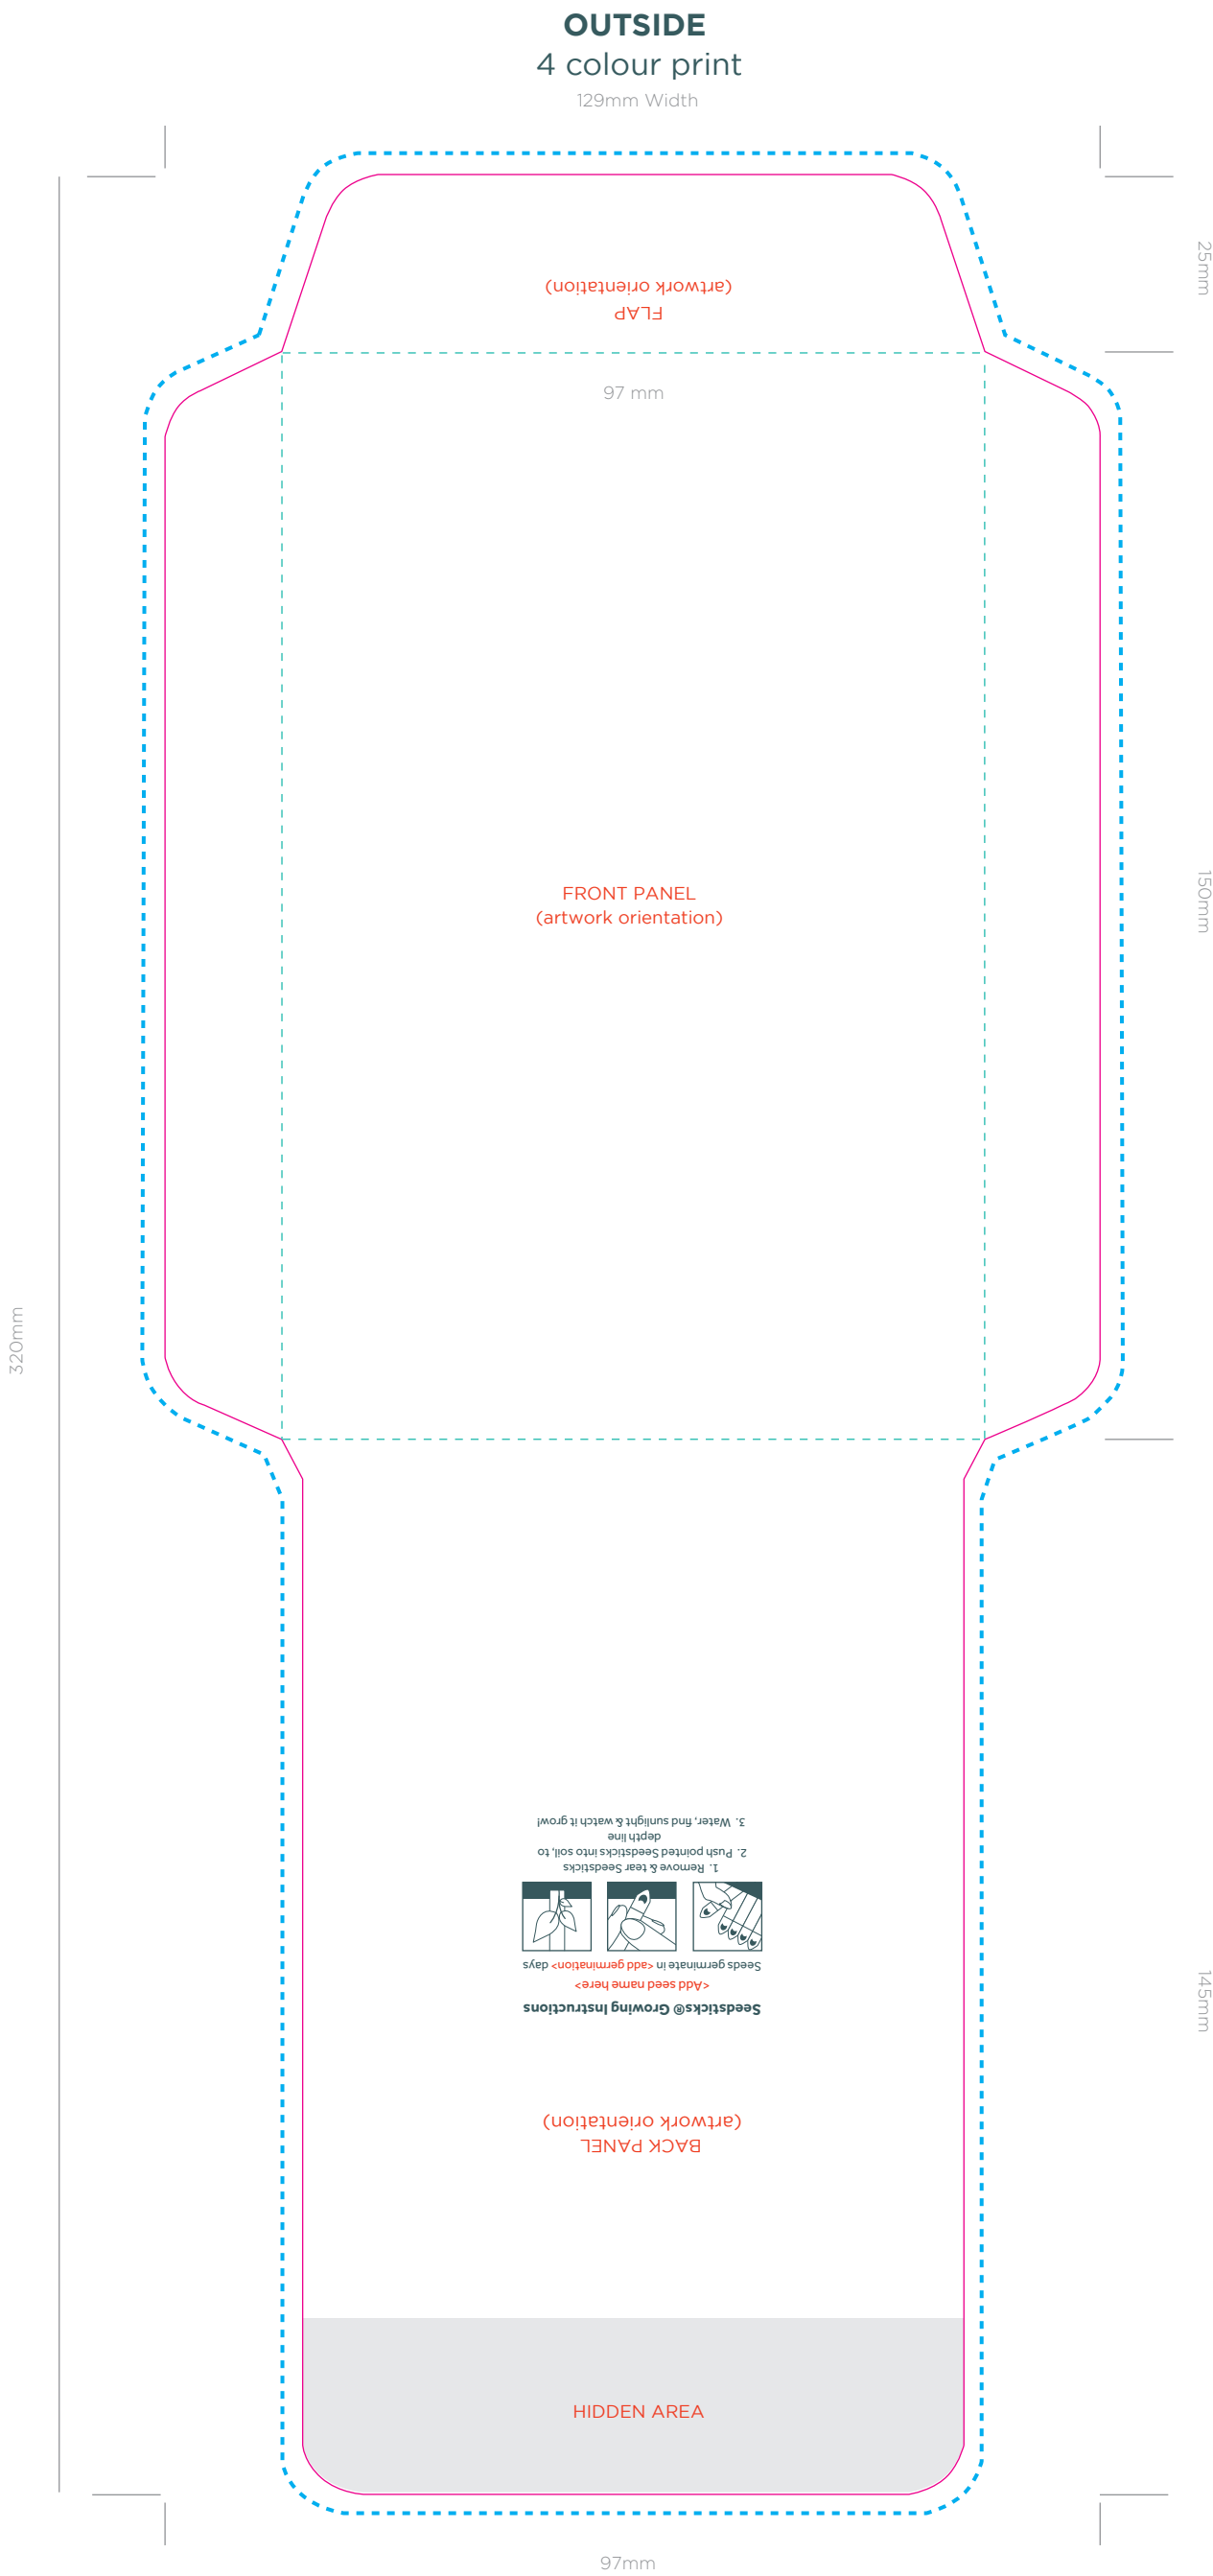 OUTSIDE
4 colour print
129mm Width
25mm
FLAP
(artwork orientation)
97 mm
FRONT PANEL
(artwork orientation)
150mm
320mm
BACK PANEL
(artwork orientation)
Seedsticks® Growing Instructions
<Add seed name here>
Seeds germinate in <add germination> days
1. Remove & tear Seedsticks
2. Push pointed Seedsticks into soil, to
depth line
3. Water, find sunlight & watch it grow!
145mm
HIDDEN AREA
97mm